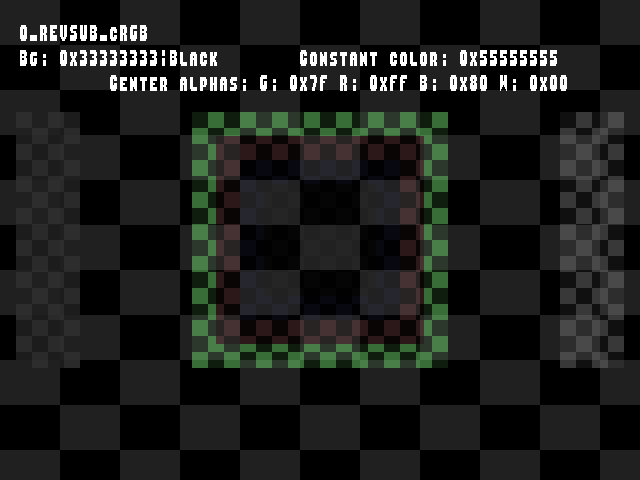 0_REVSUB_cRGB
Bg: 0x33333333¦Black Constant color: 0x55555555
Center alphas: G: 0x7f R: 0xff B: 0x80 W: 0x00